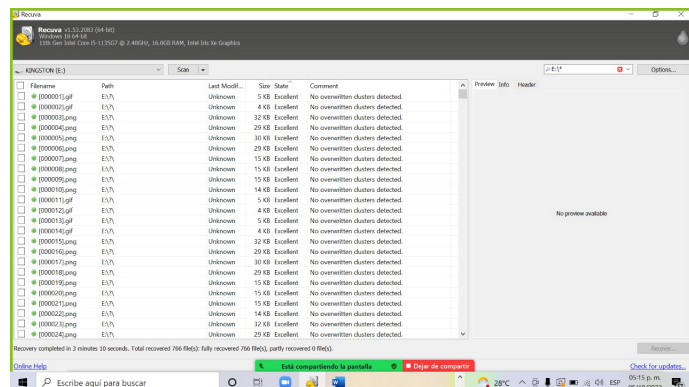 Recuva
Recuva v1.53.2083 (64-bit)
Windows 10 64-bit
11th Gen Intel Core i5-1135G7 @ 2.40GHz, 16.0GB RAM, Intel Iris Xe Graphics
KINGSTON (E:) Scan E:\* Options...
Filename Path Last Modif... Size State Comment Preview Info Header
[000001].gif E:\?\ Unknown 5 KB Excellent No overwritten clusters detected.
[000002].gif E:\?\ Unknown 4 KB Excellent No overwritten clusters detected.
[000003].png E:\?\ Unknown 32 KB Excellent No overwritten clusters detected.
[000004].png E:\?\ Unknown 29 KB Excellent No overwritten clusters detected.
[000005].png E:\?\ Unknown 30 KB Excellent No overwritten clusters detected.
[000006].png E:\?\ Unknown 29 KB Excellent No overwritten clusters detected.
[000007].png E:\?\ Unknown 15 KB Excellent No overwritten clusters detected.
[000008].png E:\?\ Unknown 15 KB Excellent No overwritten clusters detected.
[000009].png E:\?\ Unknown 15 KB Excellent No overwritten clusters detected.
[000010].png E:\?\ Unknown 14 KB Excellent No overwritten clusters detected.
[000011].gif E:\?\ Unknown 5 KB Excellent No overwritten clusters detected.
[000012].gif E:\?\ Unknown 4 KB Excellent No overwritten clusters detected.
[000013].gif E:\?\ Unknown 5 KB Excellent No overwritten clusters detected.
[000014].gif E:\?\ Unknown 4 KB Excellent No overwritten clusters detected.
[000015].png E:\?\ Unknown 32 KB Excellent No overwritten clusters detected.
[000016].png E:\?\ Unknown 29 KB Excellent No overwritten clusters detected.
[000017].png E:\?\ Unknown 30 KB Excellent No overwritten clusters detected.
[000018].png E:\?\ Unknown 29 KB Excellent No overwritten clusters detected.
[000019].png E:\?\ Unknown 15 KB Excellent No overwritten clusters detected.
[000020].png E:\?\ Unknown 15 KB Excellent No overwritten clusters detected.
[000021].png E:\?\ Unknown 15 KB Excellent No overwritten clusters detected.
[000022].png E:\?\ Unknown 14 KB Excellent No overwritten clusters detected.
[000023].png E:\?\ Unknown 32 KB Excellent No overwritten clusters detected.
[000024].png E:\?\ Unknown 29 KB Excellent No overwritten clusters detected.
No preview available
Recovery completed in 3 minutes 10 seconds. Total recovered 766 file(s): fully recovered 766 file(s), partly recovered 0 file(s). Recover...
Online Help Está compartiendo la pantalla Dejar de compartir Check for updates...
Escribe aquí para buscar 28°C ESP 05:15 p. m.